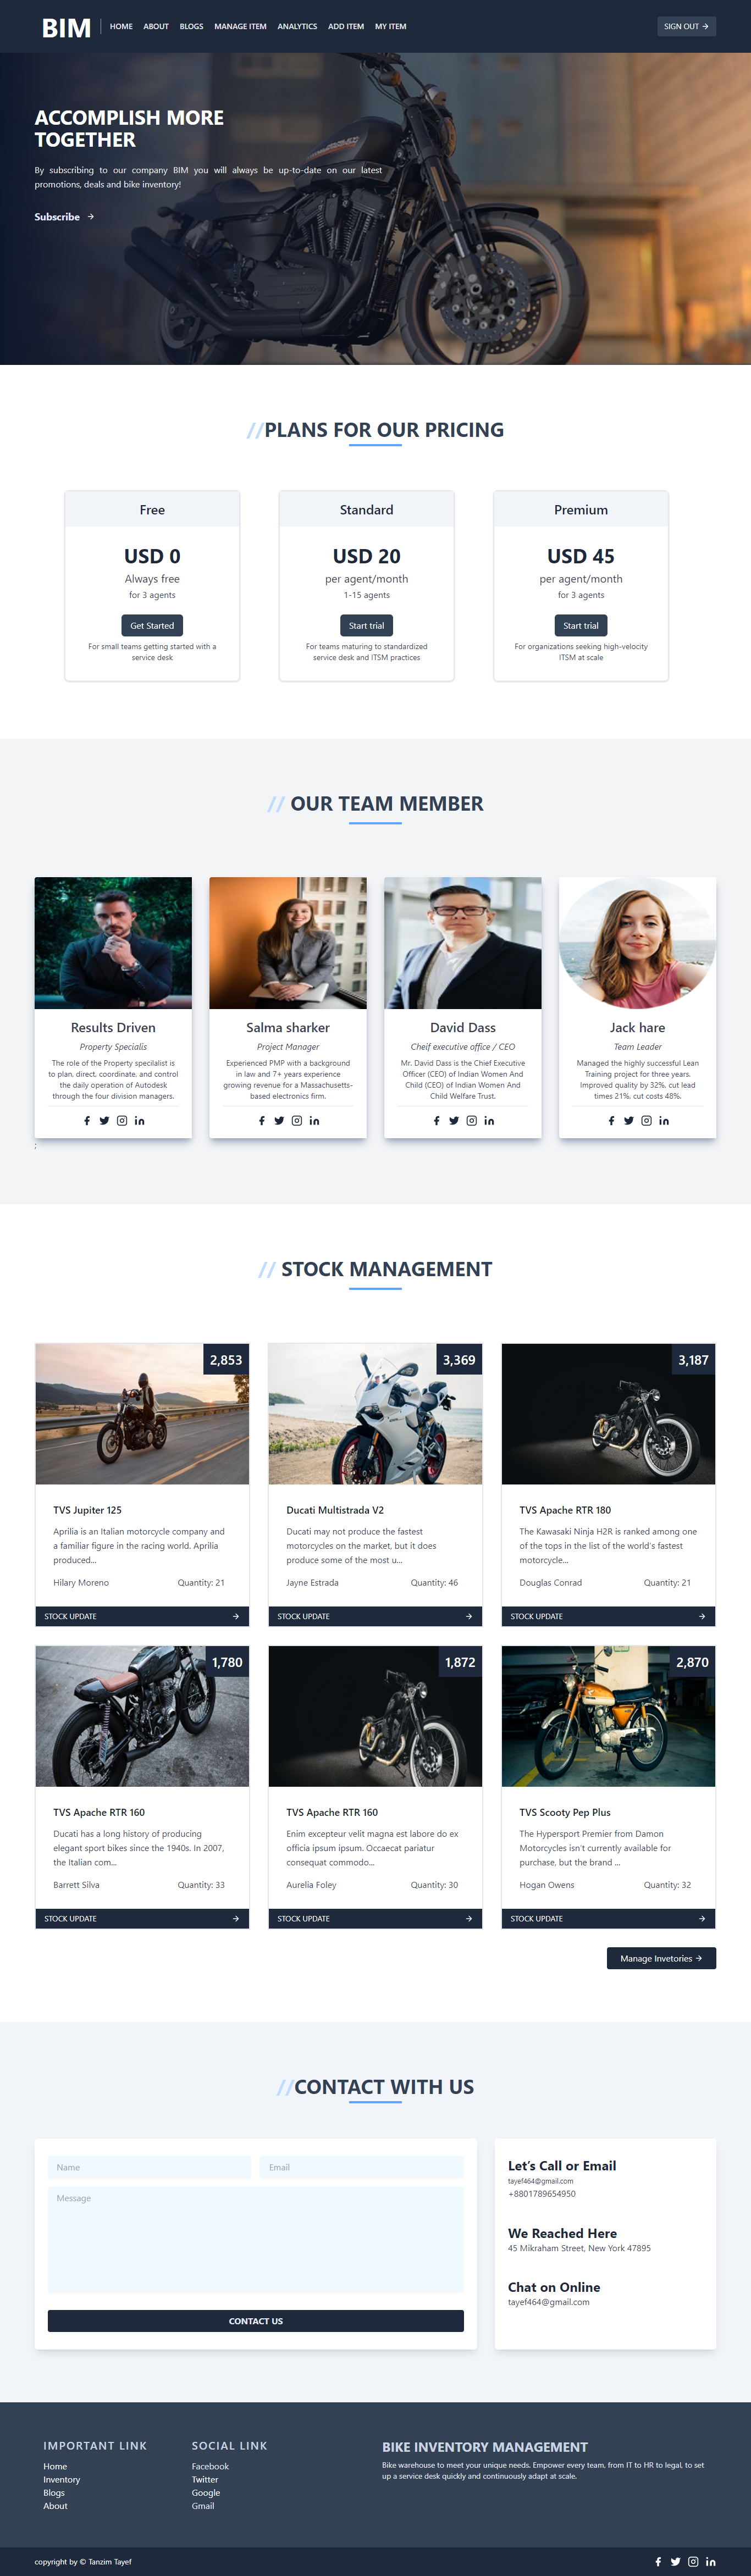 BIM
HOME ABOUT BLOGS MANAGE ITEM ANALYTICS ADD ITEM MY ITEM
SIGN OUT →
ACCOMPLISH MORE
TOGETHER
By subscribing to our company BIM you will always be up-to-date on our latest
promotions, deals and bike inventory!
Subscribe →
//PLANS FOR OUR PRICING
Free
USD 0
Always free
for 3 agents
Get Started
For small teams getting started with a
service desk
Standard
USD 20
per agent/month
1-15 agents
Start trial
For teams maturing to standardized
service desk and ITSM practices
Premium
USD 45
per agent/month
for 3 agents
Start trial
For organizations seeking high-velocity
ITSM at scale
// OUR TEAM MEMBER
Results Driven
Property Specialis
The role of the Property specilalist is
to plan, direct, coordinate, and control
the daily operation of Autodesk
through the four division managers.
Salma sharker
Project Manager
Experienced PMP with a background
in law and 7+ years experience
growing revenue for a Massachusetts-
based electronics firm.
David Dass
Cheif executive office / CEO
Mr. David Dass is the Chief Executive
Officer (CEO) of Indian Women And
Child (CEO) of Indian Women And
Child Welfare Trust.
Jack hare
Team Leader
Managed the highly successful Lean
Training project for three years.
Improved quality by 32%, cut lead
times 21%, cut costs 48%.
;
// STOCK MANAGEMENT
2,853
TVS Jupiter 125
Aprilia is an Italian motorcycle company and
a familiar figure in the racing world. Aprilia
produced...
Hilary Moreno Quantity: 21
STOCK UPDATE →
3,369
Ducati Multistrada V2
Ducati may not produce the fastest
motorcycles on the market, but it does
produce some of the most u...
Jayne Estrada Quantity: 46
STOCK UPDATE →
3,187
TVS Apache RTR 180
The Kawasaki Ninja H2R is ranked among one
of the tops in the list of the world's fastest
motorcycle...
Douglas Conrad Quantity: 21
STOCK UPDATE →
1,780
TVS Apache RTR 160
Ducati has a long history of producing
elegant sport bikes since the 1940s. In 2007,
the Italian com...
Barrett Silva Quantity: 33
STOCK UPDATE →
1,872
TVS Apache RTR 160
Enim excepteur velit magna est labore do ex
officia ipsum ipsum. Occaecat pariatur
consequat commodo...
Aurelia Foley Quantity: 30
STOCK UPDATE →
2,870
TVS Scooty Pep Plus
The Hypersport Premier from Damon
Motorcycles isn't currently available for
purchase, but the brand ...
Hogan Owens Quantity: 32
STOCK UPDATE →
Manage Invetories →
//CONTACT WITH US
Name Email
Message
CONTACT US
Let's Call or Email
tayef464@gmail.com
+8801789654950
We Reached Here
45 Mikraham Street, New York 47895
Chat on Online
tayef464@gmail.com
IMPORTANT LINK
Home
Inventory
Blogs
About
SOCIAL LINK
Facebook
Twitter
Google
Gmail
BIKE INVENTORY MANAGEMENT
Bike warehouse to meet your unique needs. Empower every team, from IT to HR to legal, to set
up a service desk quickly and continuously adapt at scale.
copyright by © Tanzim Tayef